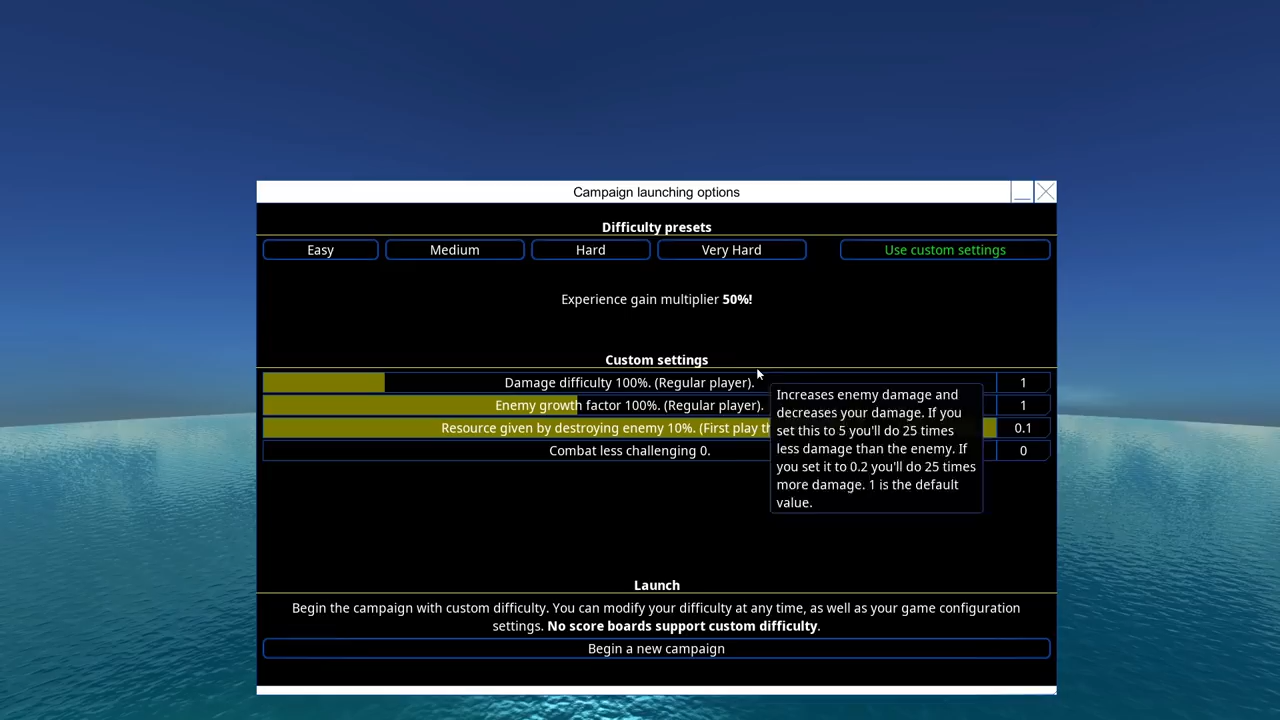 Campaign launching options
Difficulty presets
Easy Medium Hard Very Hard Use custom settings
Experience gain multiplier 50%!
Custom settings
Damage difficulty 100%. (Regular player). 1
Enemy growth factor 100%. (Regular player). 1
Resource given by destroying enemy 10%. (First play th 0.1
Combat less challenging 0. 0
Increases enemy damage and
decreases your damage. If you
set this to 5 you'll do 25 times
less damage than the enemy. If
you set it to 0.2 you'll do 25 times
more damage. 1 is the default
value.
Launch
Begin the campaign with custom difficulty. You can modify your difficulty at any time, as well as your game configuration
settings. No score boards support custom difficulty.
Begin a new campaign